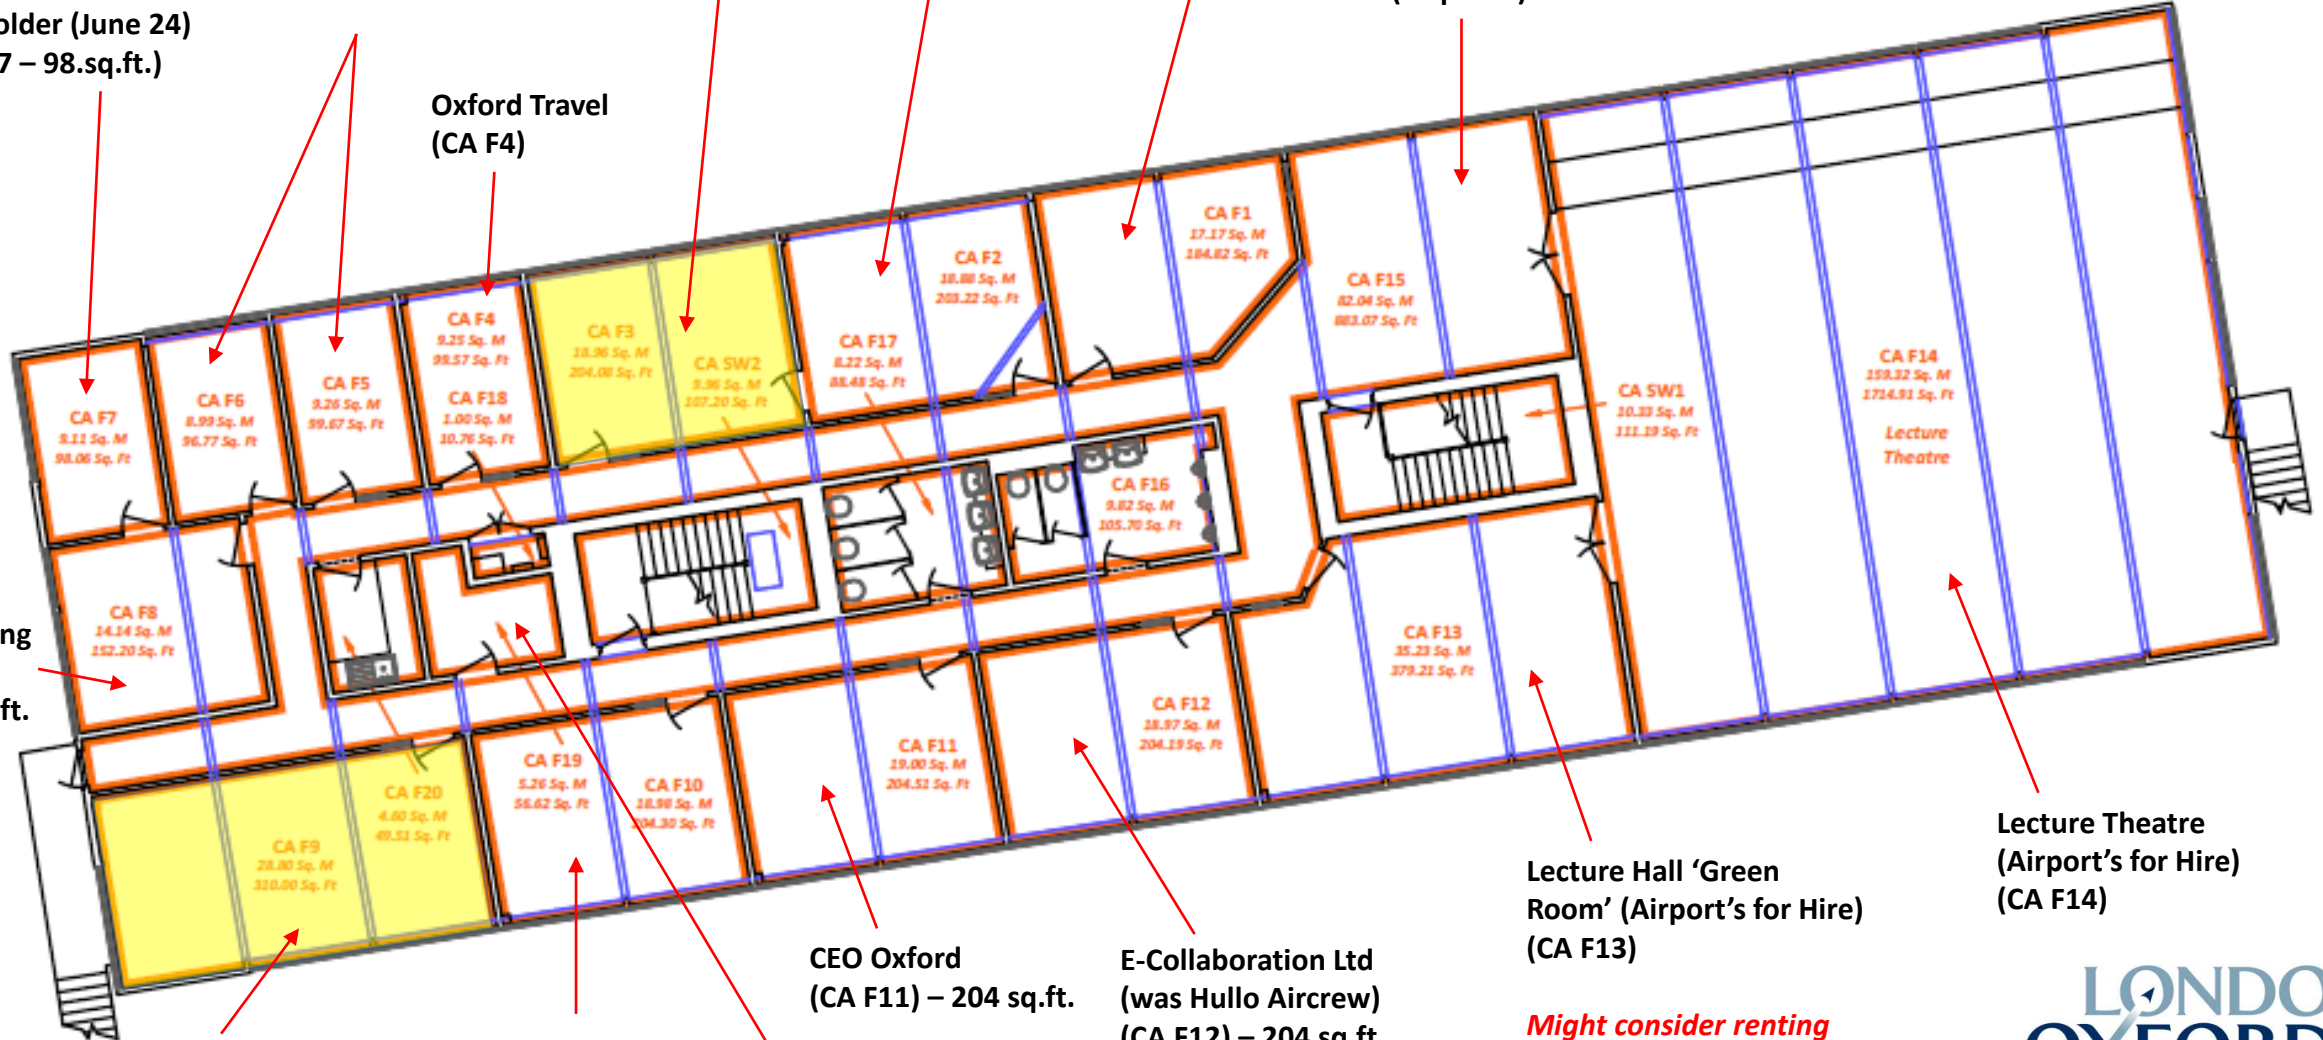 older (June 24)
7 – 98.sq.ft.)
Oxford Travel
(CA F4)
CA F1
17.17 Sq. M
184.82 Sq. Ft
CA F2
18.88 Sq. M
203.22 Sq. Ft
CA F15
82.04 Sq. M
883.07 Sq. Ft
CA F4
9.25 Sq. M
99.57 Sq. Ft
CA F3
18.96 Sq. M
204.08 Sq. Ft
CA F17
8.22 Sq. M
88.48 Sq. Ft
CA SW2
9.96 Sq. M
107.20 Sq. Ft
CA F14
159.32 Sq. M
1714.91 Sq. Ft
Lecture
Theatre
CA F5
9.26 Sq. M
99.67 Sq. Ft
CA F18
1.00 Sq. M
10.76 Sq. Ft
CA F6
8.99 Sq. M
96.77 Sq. Ft
CA SW1
10.33 Sq. M
111.19 Sq. Ft
CA F7
9.11 Sq. M
98.06 Sq. Ft
CA F16
9.82 Sq. M
105.70 Sq. Ft
CA F8
14.14 Sq. M
152.20 Sq. Ft
ng
ft.
CA F13
35.23 Sq. M
379.21 Sq. Ft
CA F12
18.97 Sq. M
204.19 Sq. Ft
CA F11
19.00 Sq. M
204.51 Sq. Ft
CA F19
5.26 Sq. M
56.62 Sq. Ft
CA F10
18.98 Sq. M
204.30 Sq. Ft
CA F20
4.60 Sq. M
49.51 Sq. Ft
CA F9
28.80 Sq. M
310.00 Sq. Ft
Lecture Theatre
(Airport’s for Hire)
(CA F14)
Lecture Hall ‘Green
Room’ (Airport’s for Hire)
(CA F13)
CEO Oxford
(CA F11) – 204 sq.ft.
E-Collaboration Ltd
(was Hullo Aircrew)
(CA F12) – 204 sq.ft.
Might consider renting
LONDO
OXFORD